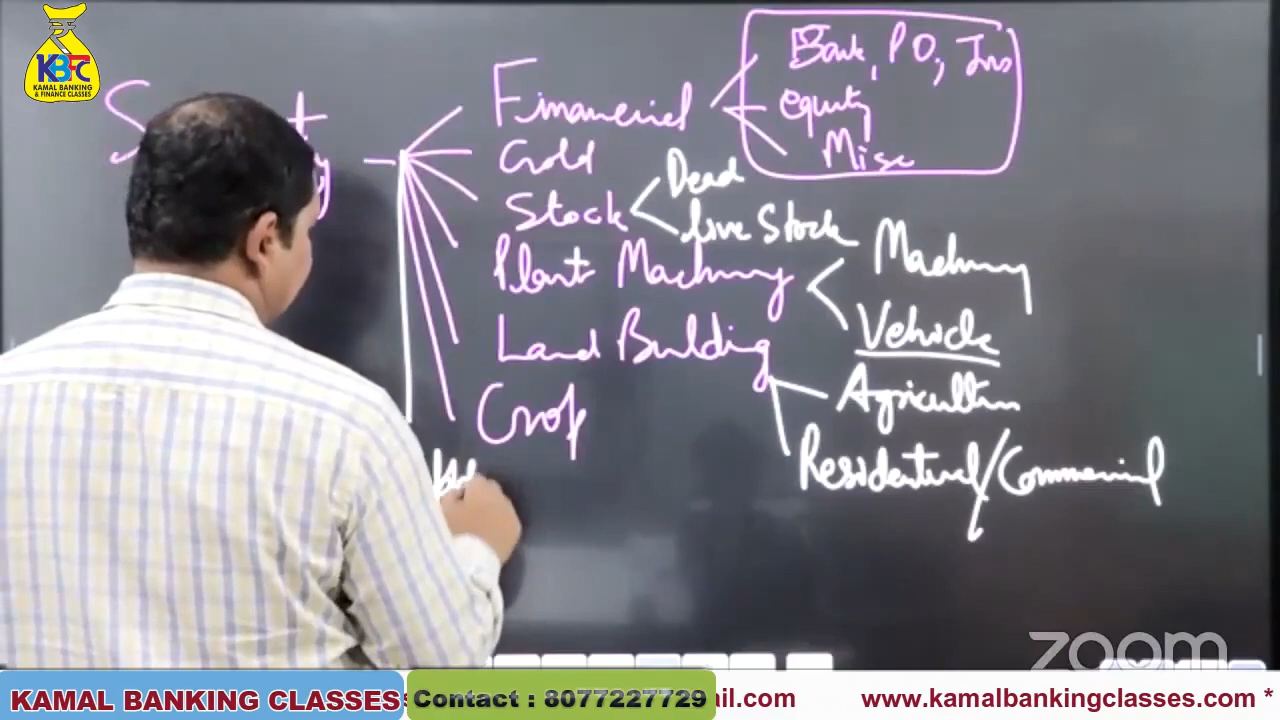 KBFC
KAMAL BANKING
& FINANCE CLASSES
Financial
Bank, PO, Ins
equity
Misc
Gold
Stock
Dead
live Stock
Plant Machinery
Machinery
Vehicle
Land Building
Agriculture
Residential/Commercial
Crop
zoom
KAMAL BANKING CLASSES
Contact : 8077227729
ail.com
www.kamalbankingclasses.com *